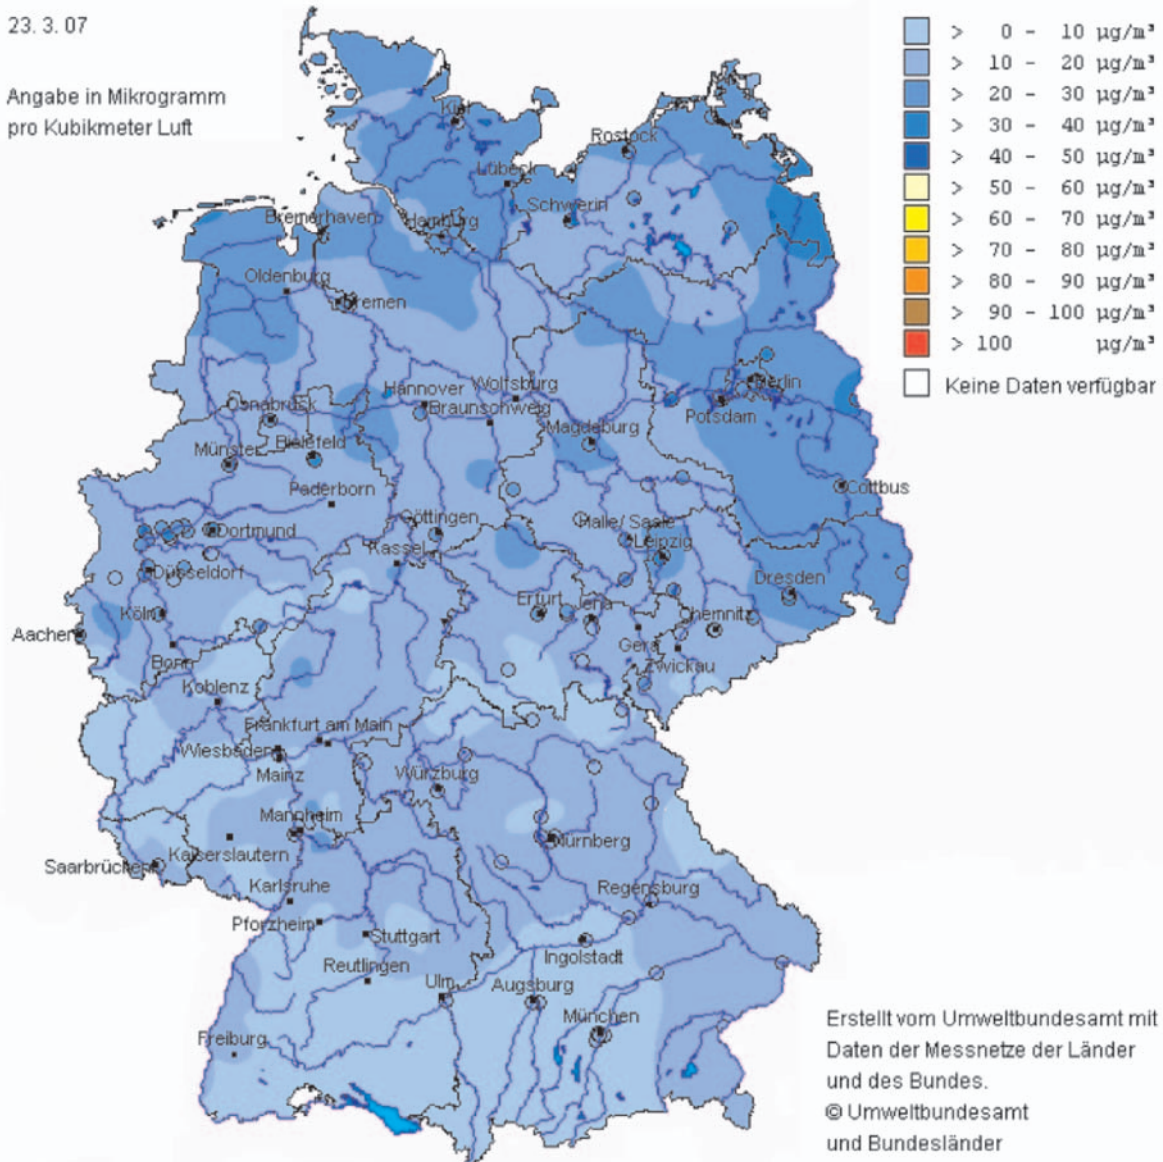 23. 3. 07
Angabe in Mikrogramm
pro Kubikmeter Luft
> 0 – 10 µg/m³
> 10 – 20 µg/m³
> 20 – 30 µg/m³
> 30 – 40 µg/m³
> 40 – 50 µg/m³
> 50 – 60 µg/m³
> 60 – 70 µg/m³
> 70 – 80 µg/m³
> 80 – 90 µg/m³
> 90 – 100 µg/m³
> 100 µg/m³
Keine Daten verfügbar
Kiel
Rostock
Lübeck
Schwerin
Bremerhaven
Hamburg
Oldenburg
Bremen
Hannover
Wolfsburg
Berlin
Osnabrück
Braunschweig
Potsdam
Magdeburg
Münster
Bielefeld
Paderborn
Cottbus
Dortmund
Göttingen
Halle/ Saale
Kassel
Leipzig
Düsseldorf
Dresden
Köln
Erfurt
Jena
Chemnitz
Aachen
Gera
Bonn
Zwickau
Koblenz
Frankfurt am Main
Wiesbaden
Mainz
Würzburg
Mannheim
Nürnberg
Kaiserslautern
Saarbrücken
Karlsruhe
Regensburg
Pforzheim
Stuttgart
Ingolstadt
Reutlingen
Ulm
Augsburg
München
Freiburg
Erstellt vom Umweltbundesamt mit
Daten der Messnetze der Länder
und des Bundes.
© Umweltbundesamt
und Bundesländer